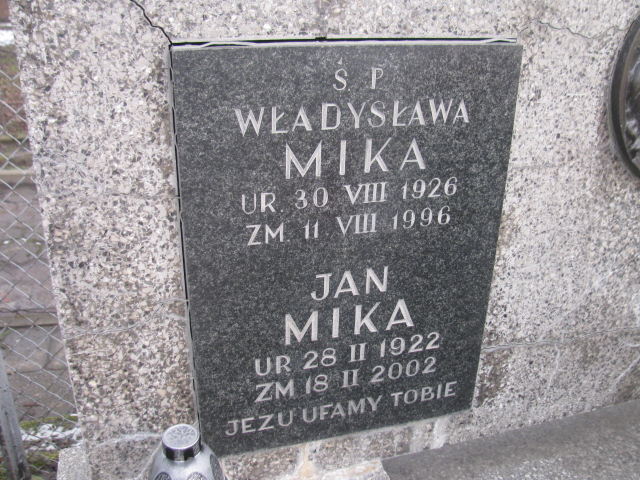 Ś P
WŁADYSŁAWA
MIKA
UR. 30 VIII 1926
ZM. 11 VIII 1996
JAN
MIKA
UR 28 II 1922
ZM 18 II 2002
JEZU UFAMY TOBIE